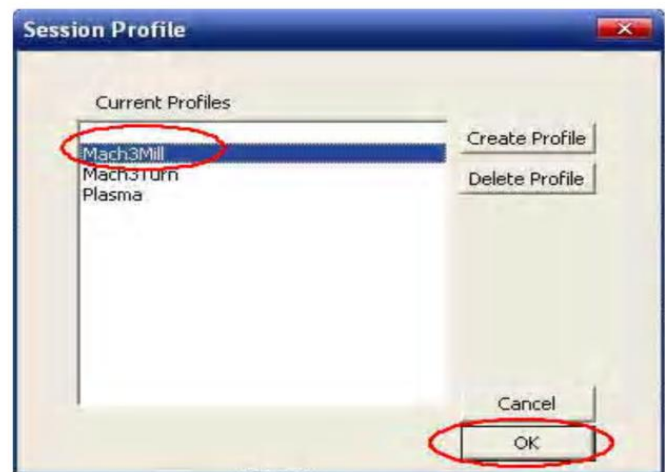 Session Profile
Current Profiles
Mach3Mill
Mach3Turn
Plasma
Create Profile
Delete Profile
Cancel
OK